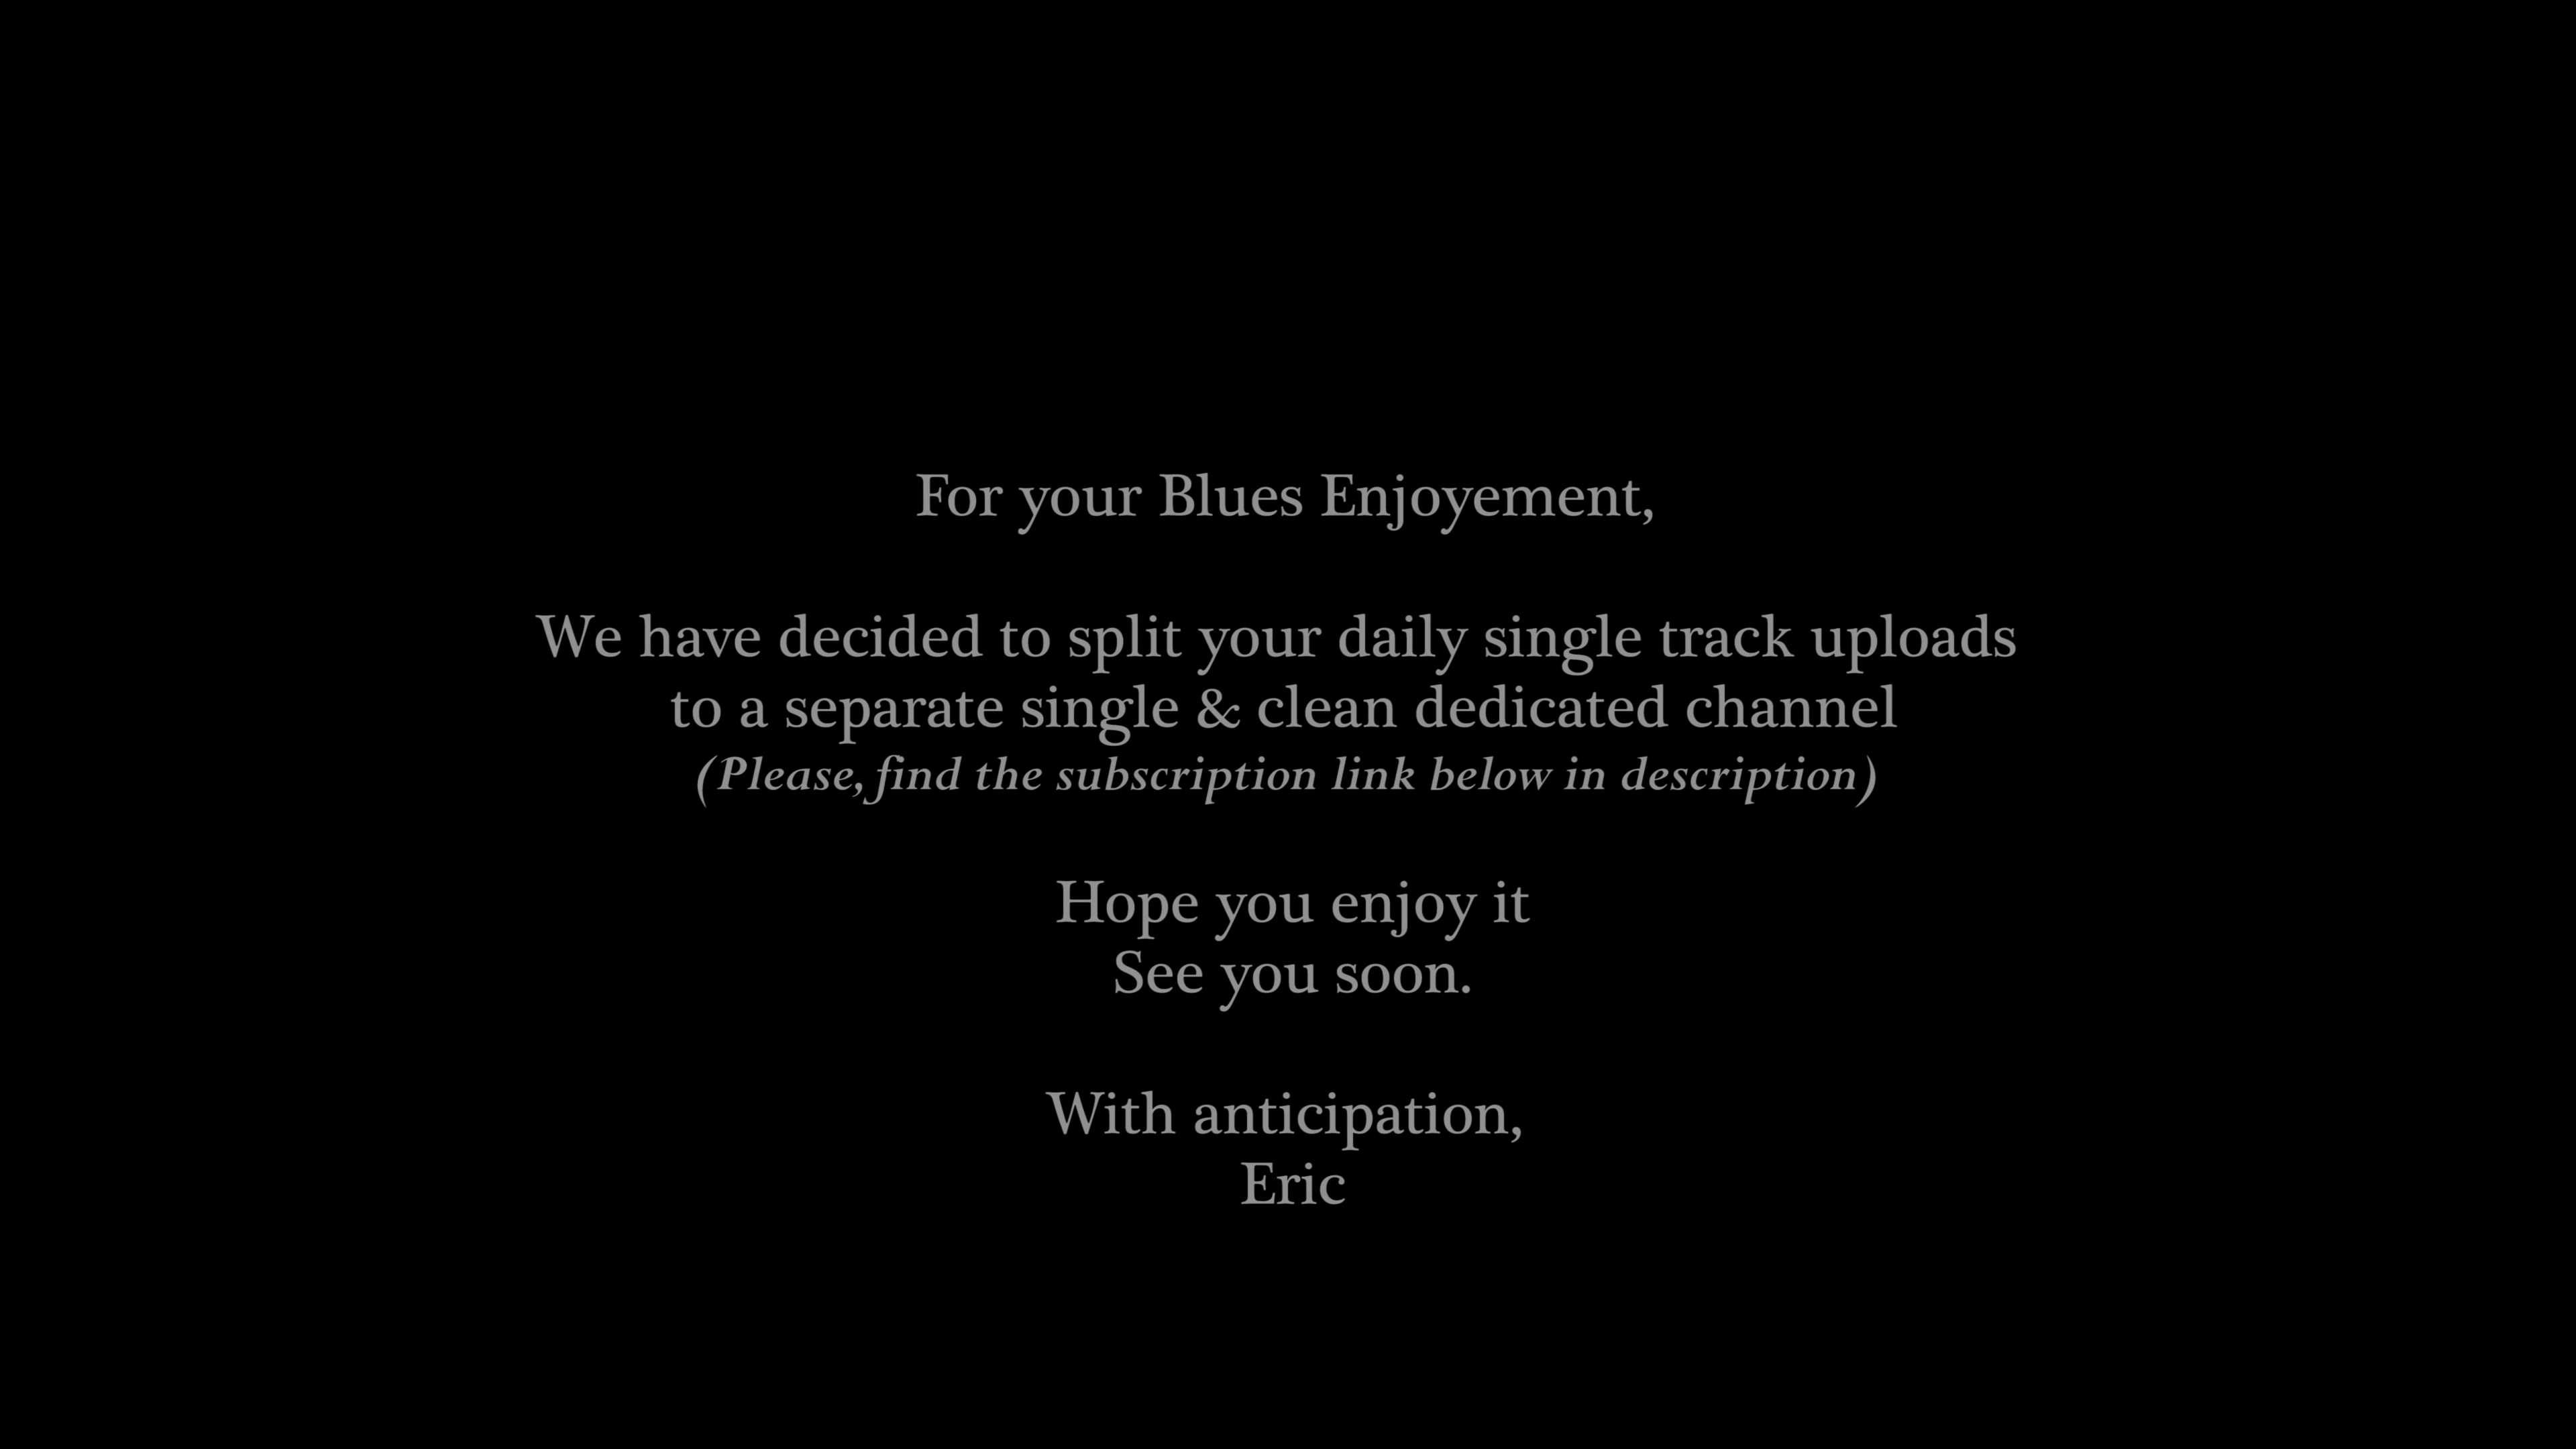 For your Blues Enjoyement,
We have decided to split your daily single track uploads
to a separate single & clean dedicated channel
(Please, find the subscription link below in description)
Hope you enjoy it
See you soon.
With anticipation,
Eric